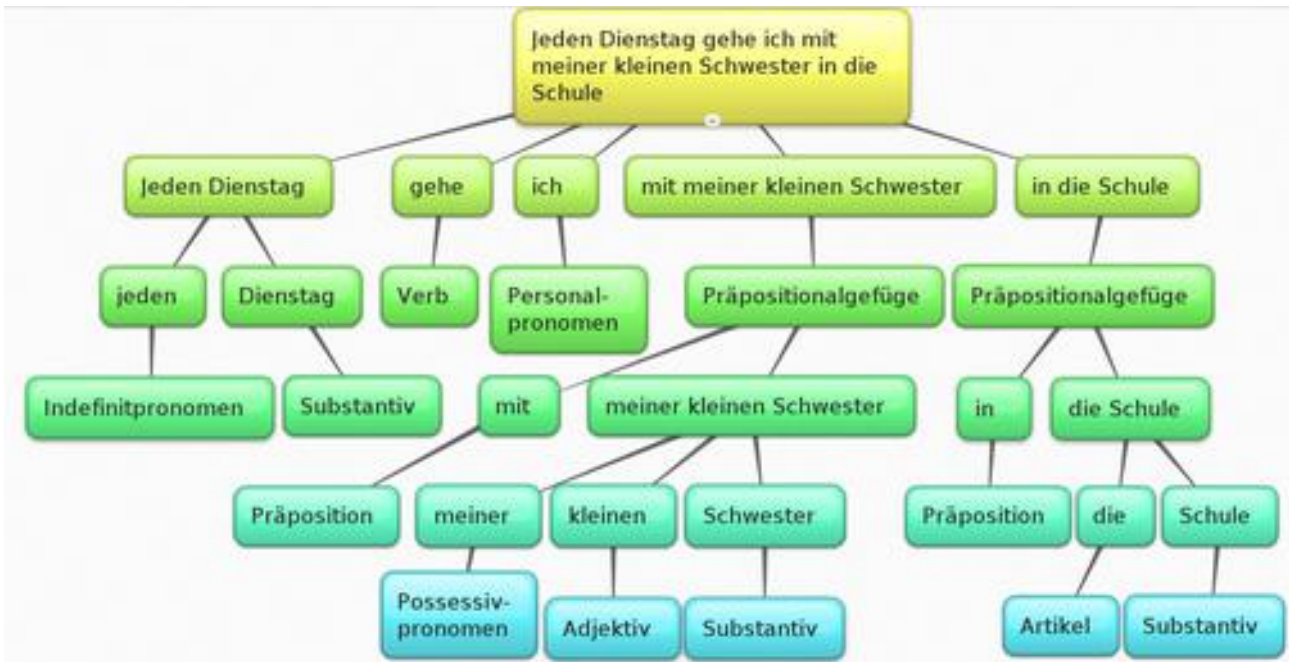 Jeden Dienstag gehe ich mit
meiner kleinen Schwester in die
Schule
Jeden Dienstag
gehe
ich
mit meiner kleinen Schwester
in die Schule
jeden
Dienstag
Verb
Personal-
pronomen
Präpositionalgefüge
Präpositionalgefüge
Indefinitpronomen
Substantiv
mit
meiner kleinen Schwester
in
die Schule
Präposition
meiner
kleinen
Schwester
Präposition
die
Schule
Possessiv-
pronomen
Adjektiv
Substantiv
Artikel
Substantiv